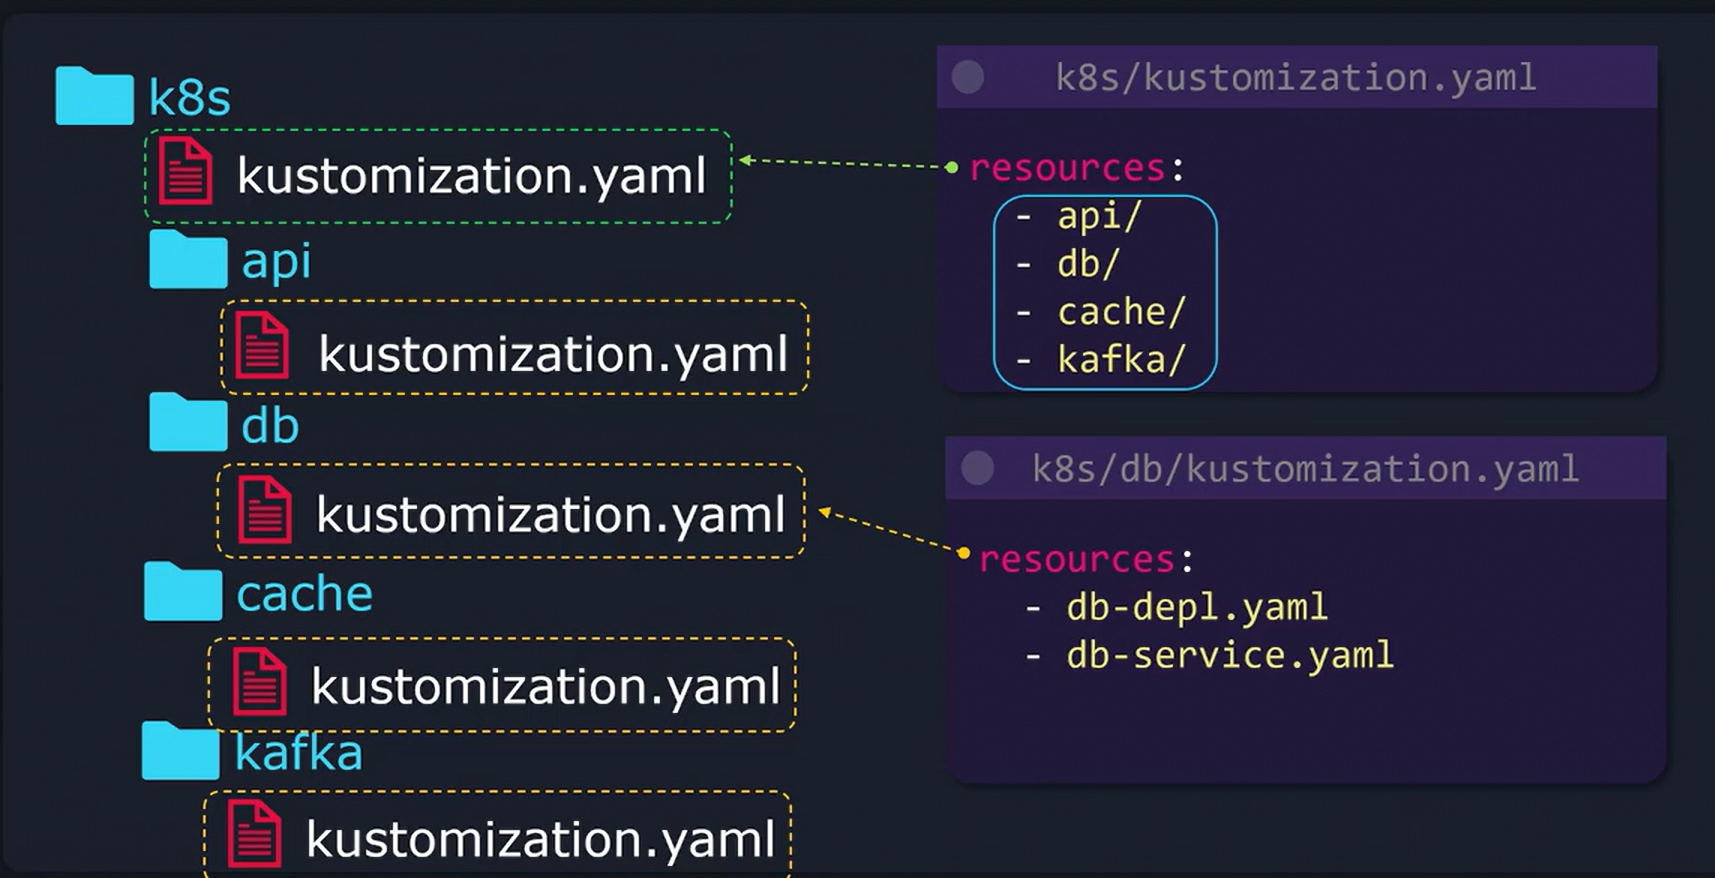 k8s
kustomization.yaml
api
kustomization.yaml
db
kustomization.yaml
cache
kustomization.yaml
kafka
kustomization.yaml
k8s/kustomization.yaml
resources:
- api/
- db/
- cache/
- kafka/
k8s/db/kustomization.yaml
resources:
- db-depl.yaml
- db-service.yaml